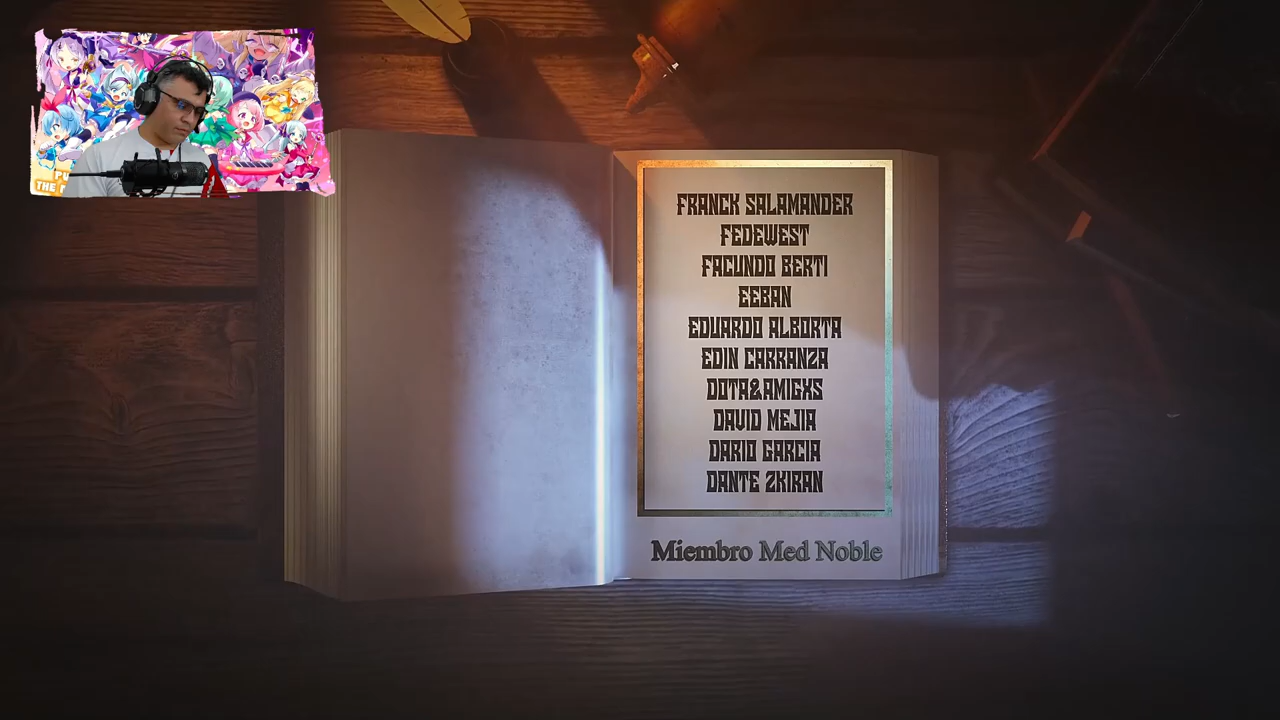 FRANCK SALAMANDER
FEDEWEST
FACUNDO BERTI
EEBAN
EDUARDO ALBORTA
EDIN CARRANZA
DOTA&AMIGXS
DAVID MEJIA
DARIO GARCIA
DANTE ZKIRAN
Miembro Med Noble